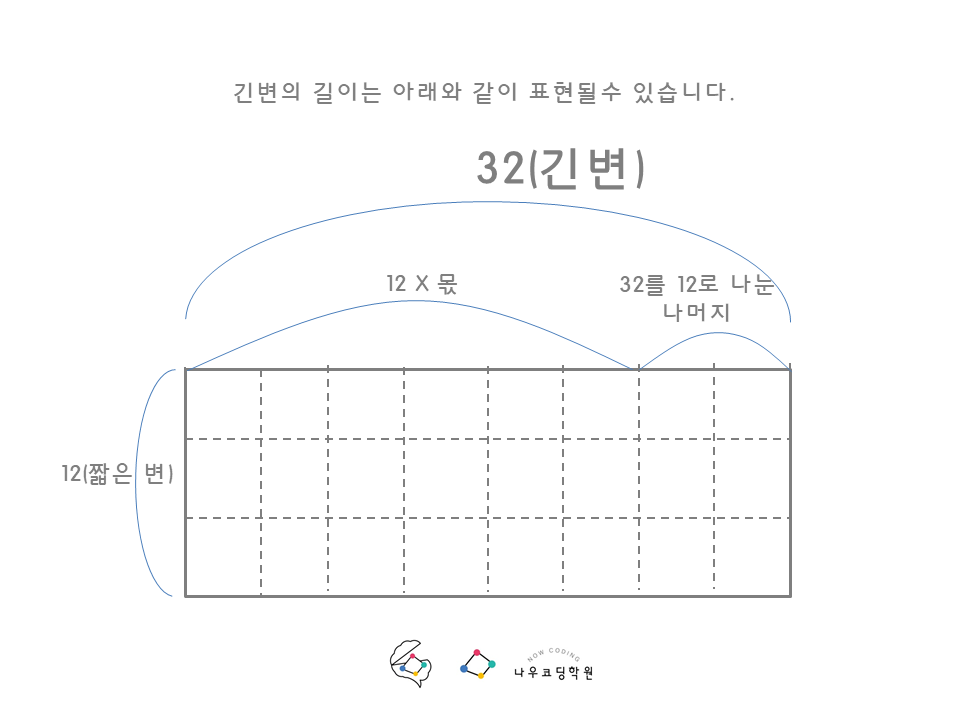 긴변의 길이는 아래와 같이 표현될수 있습니다.
32(긴변)
12 X 몫
32를 12로 나눈
나머지
12(짧은 변)
NOW CODING
나우코딩학원